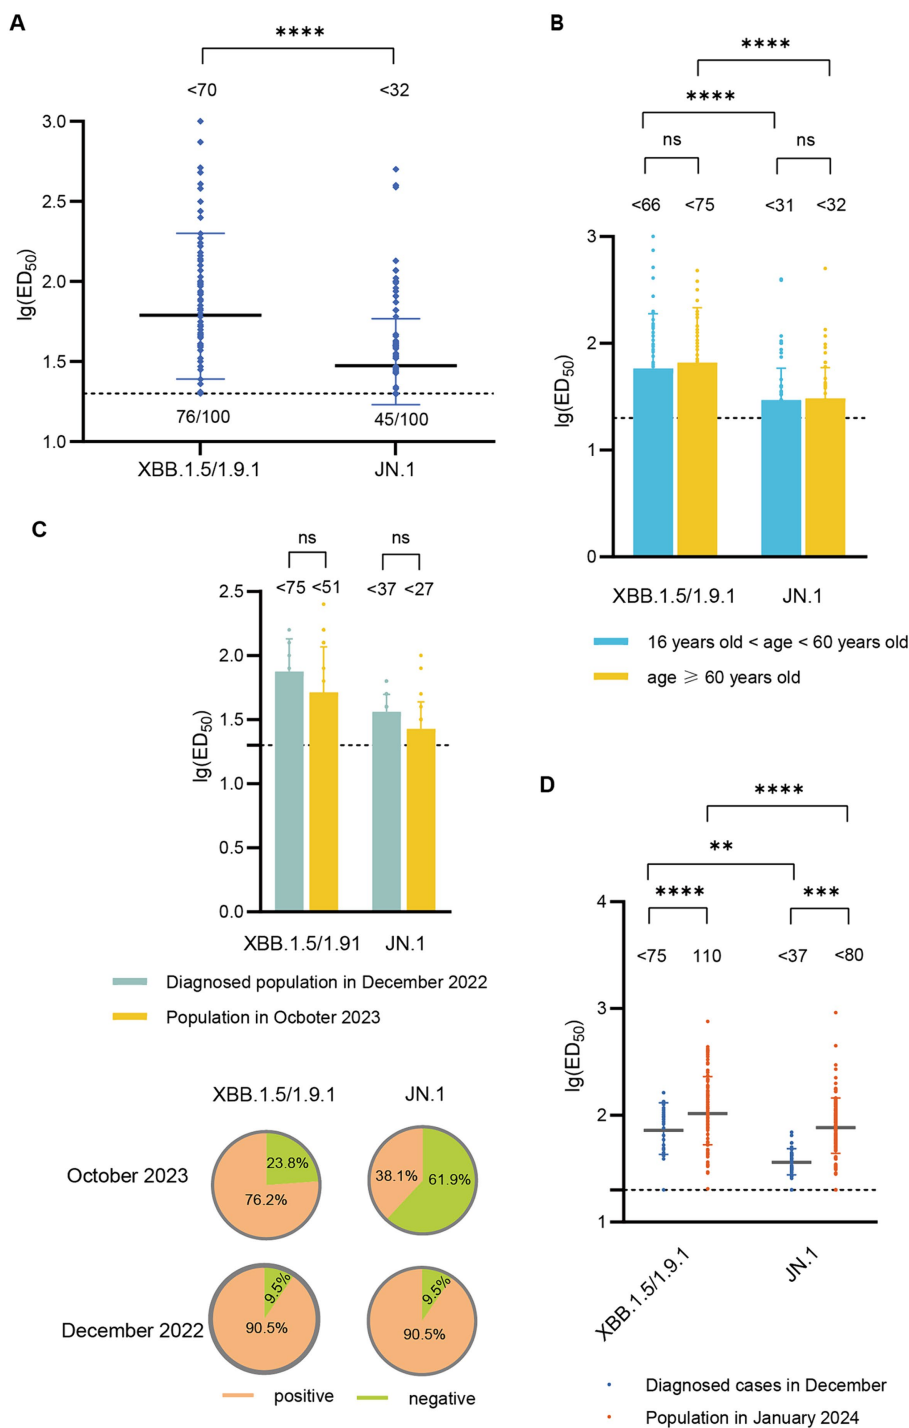 A
****
<70 <32
3.0
2.5
2.0
1.5
1.0
lg(ED50)
76/100 45/100
XBB.1.5/1.9.1 JN.1
B
****
****
ns ns
<66 <75 <31 <32
3
2
1
0
lg(ED50)
XBB.1.5/1.9.1 JN.1
16 years old < age < 60 years old
age ⩾ 60 years old
C
ns ns
<75 <51 <37 <27
2.5
2.0
1.5
1.0
0.5
0.0
lg(ED50)
XBB.1.5/1.91 JN.1
Diagnosed population in December 2022
Population in Ocboter 2023
XBB.1.5/1.9.1 JN.1
October 2023
23.8%
76.2%
38.1% 61.9%
December 2022
9.5%
90.5%
9.5%
90.5%
positive negative
D
****
**
**** ***
<75 110 <37 <80
4
3
2
1
lg(ED50)
XBB.1.5/1.9.1 JN.1
Diagnosed cases in December
Population in January 2024